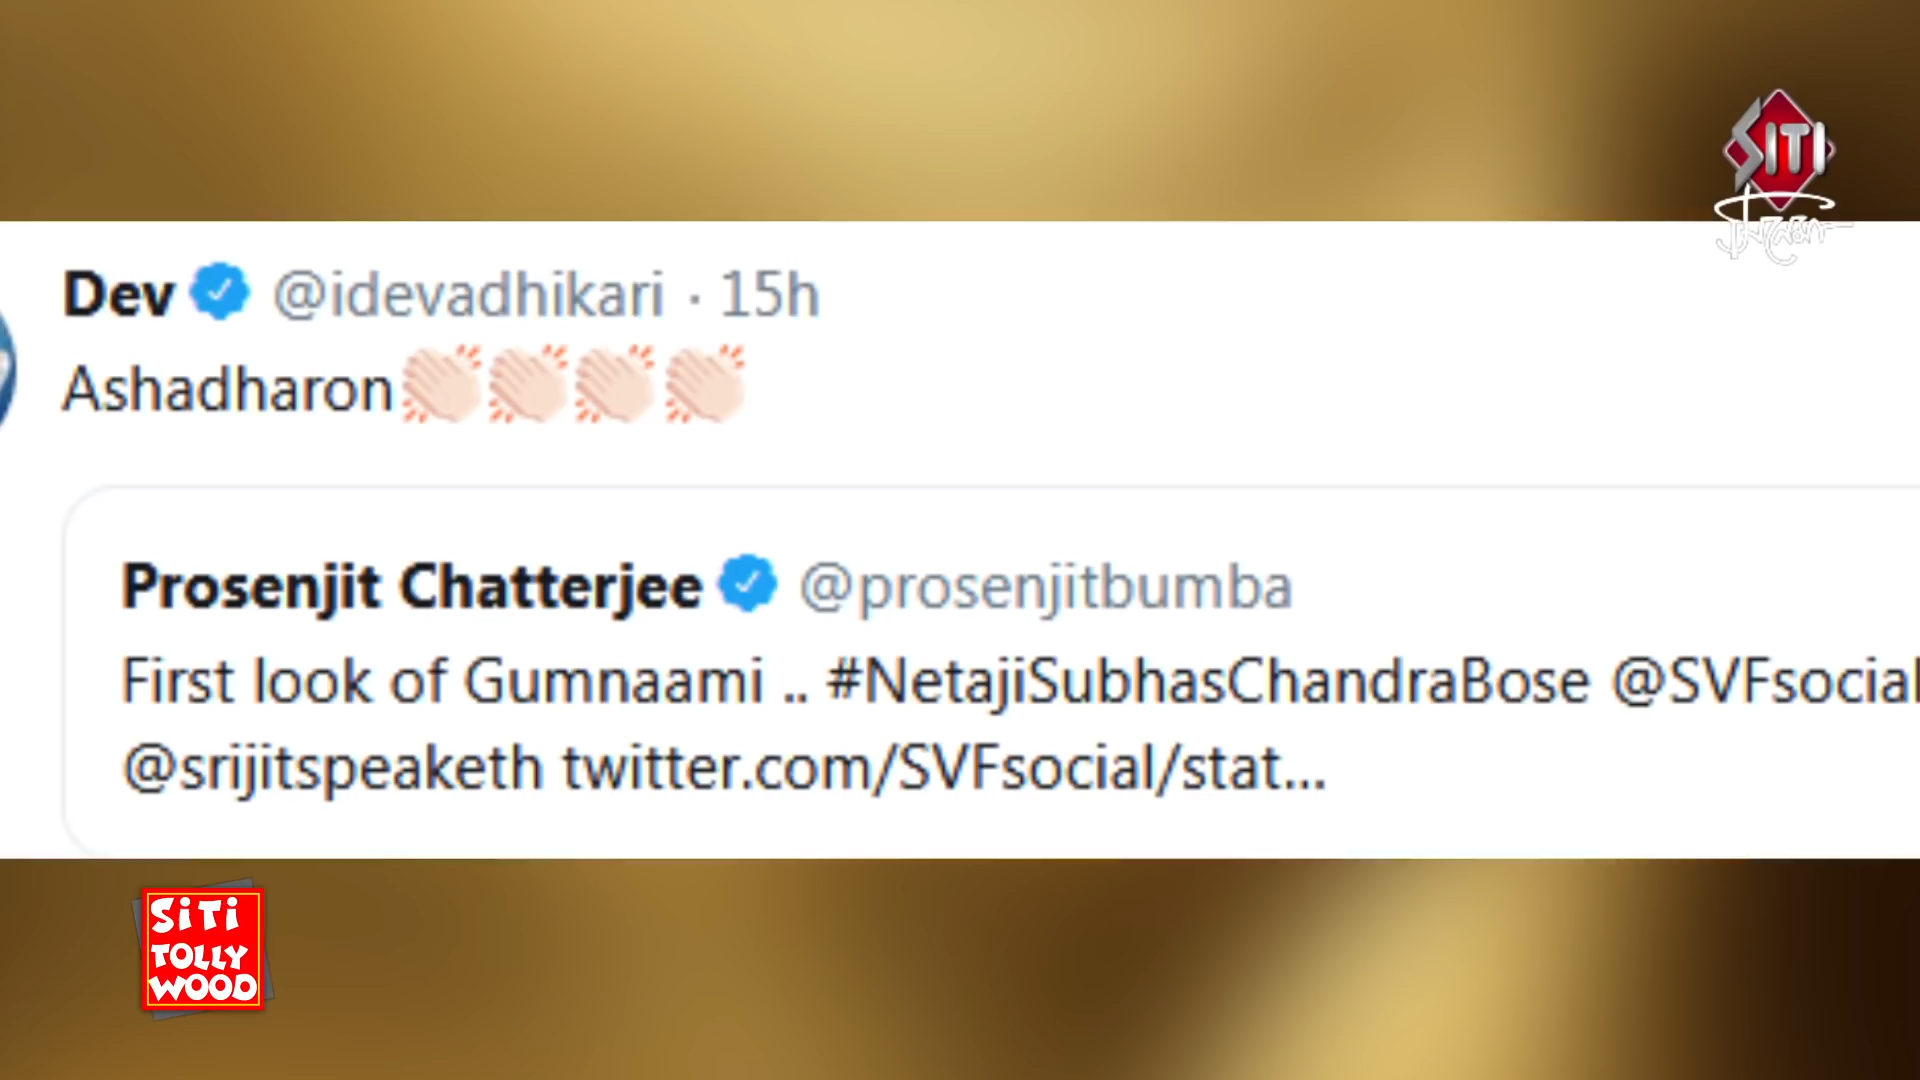 SITI
Dev @idevadhikari · 15h
Ashadharon👏🏻👏🏻👏🏻👏🏻
Prosenjit Chatterjee @prosenjitbumba
First look of Gumnaami .. #NetajiSubhasChandraBose @SVFsocial
@srijitspeaketh twitter.com/SVFsocial/stat...
SiTi
TOLLY
WOOD